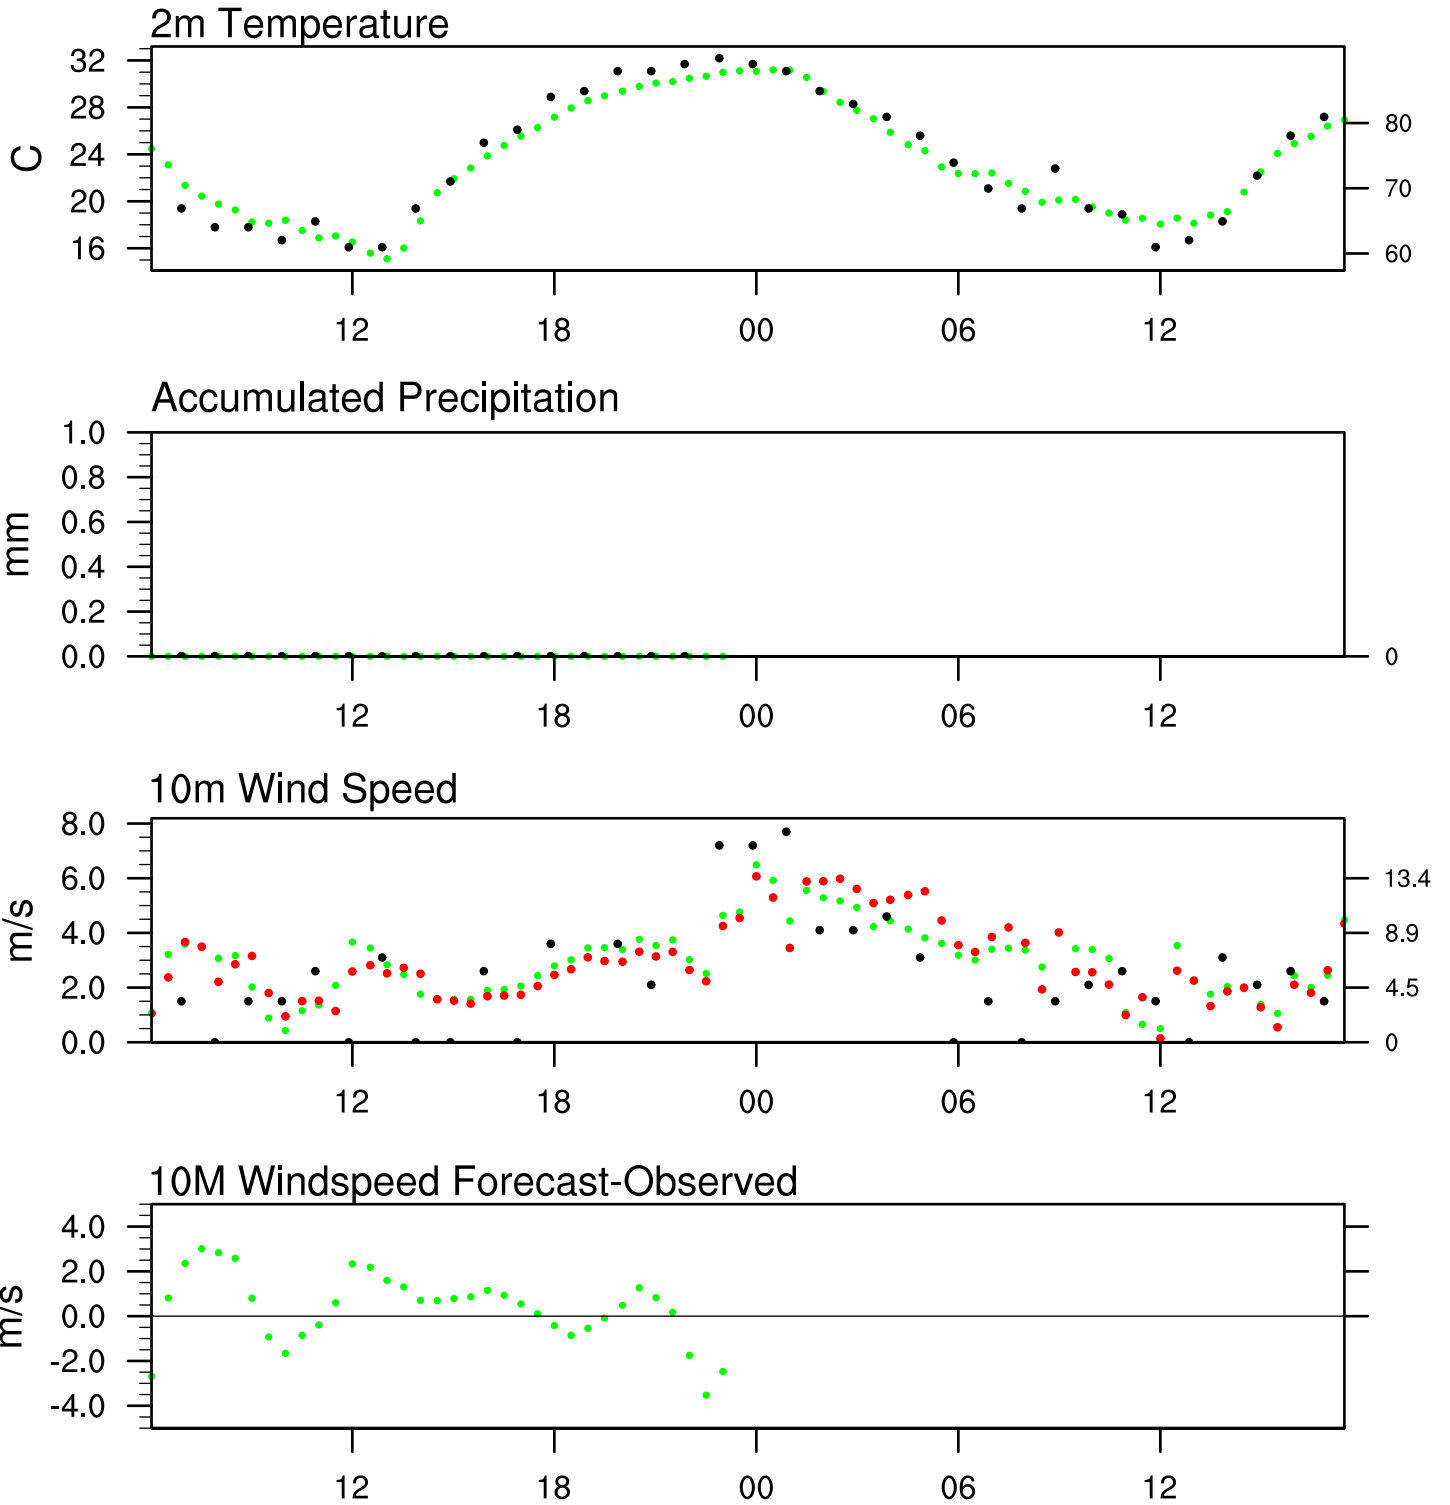 2m Temperature
32
28
24
20
16
C
80
70
60
12 18 00 06 12
Accumulated Precipitation
1.0
0.8
0.6
0.4
0.2
0.0
mm
0
12 18 00 06 12
10m Wind Speed
8.0
6.0
4.0
2.0
0.0
m/s
13.4
8.9
4.5
0
12 18 00 06 12
10M Windspeed Forecast-Observed
4.0
2.0
0.0
-2.0
-4.0
m/s
12 18 00 06 12